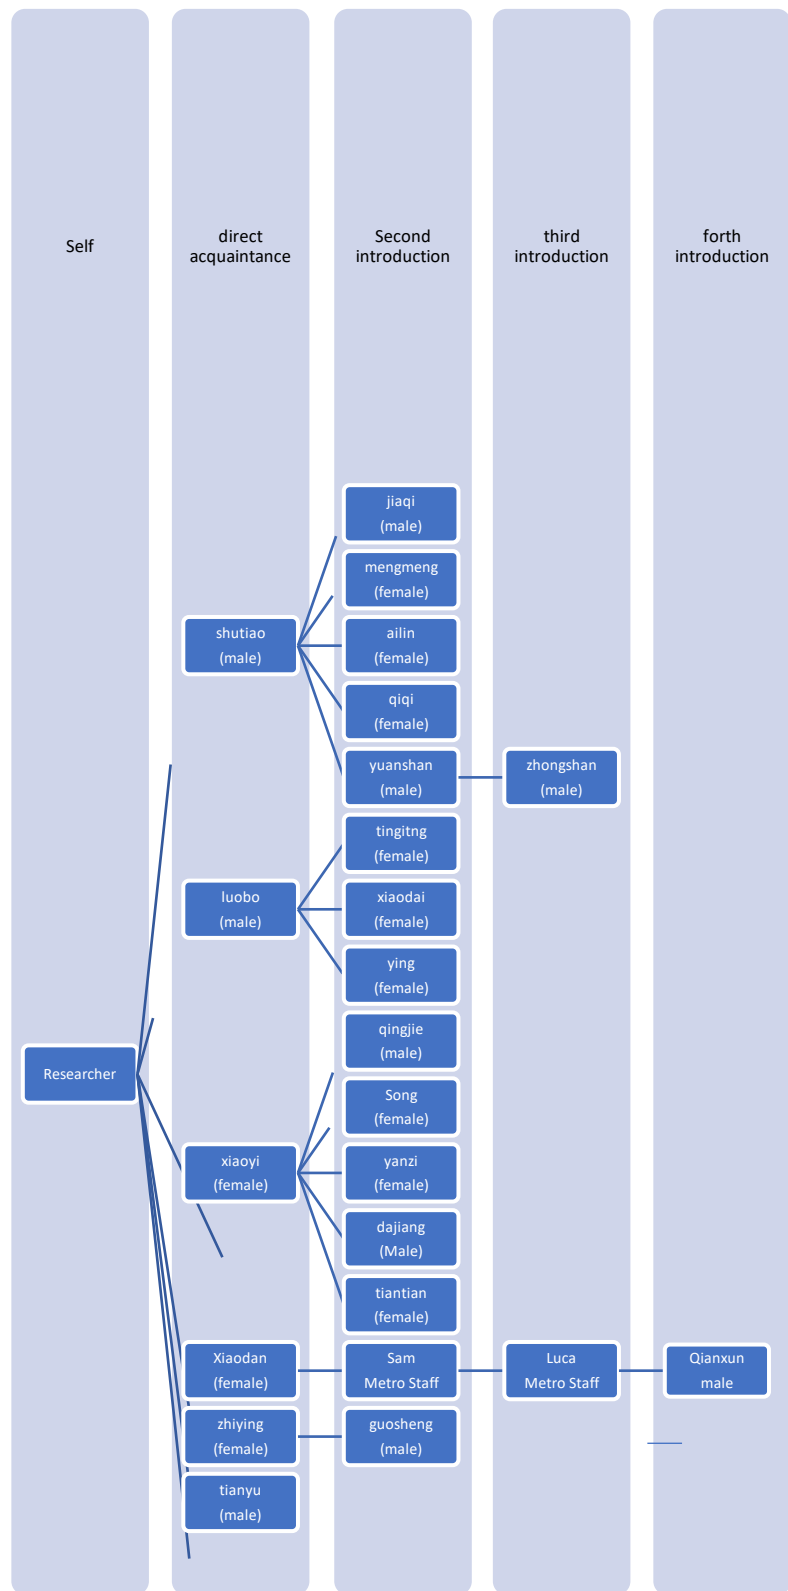 Self
direct
acquaintance
Second
introduction
third
introduction
forth
introduction
jiaqi
(male)
mengmeng
(female)
shutiao
(male)
ailin
(female)
qiqi
(female)
yuanshan
(male)
zhongshan
(male)
tingitng
(female)
luobo
(male)
xiaodai
(female)
ying
(female)
qingjie
(male)
Researcher
Song
(female)
xiaoyi
(female)
yanzi
(female)
dajiang
(Male)
tiantian
(female)
Xiaodan
(female)
Sam
Metro Staff
Luca
Metro Staff
Qianxun
male
zhiying
(female)
guosheng
(male)
tianyu
(male)